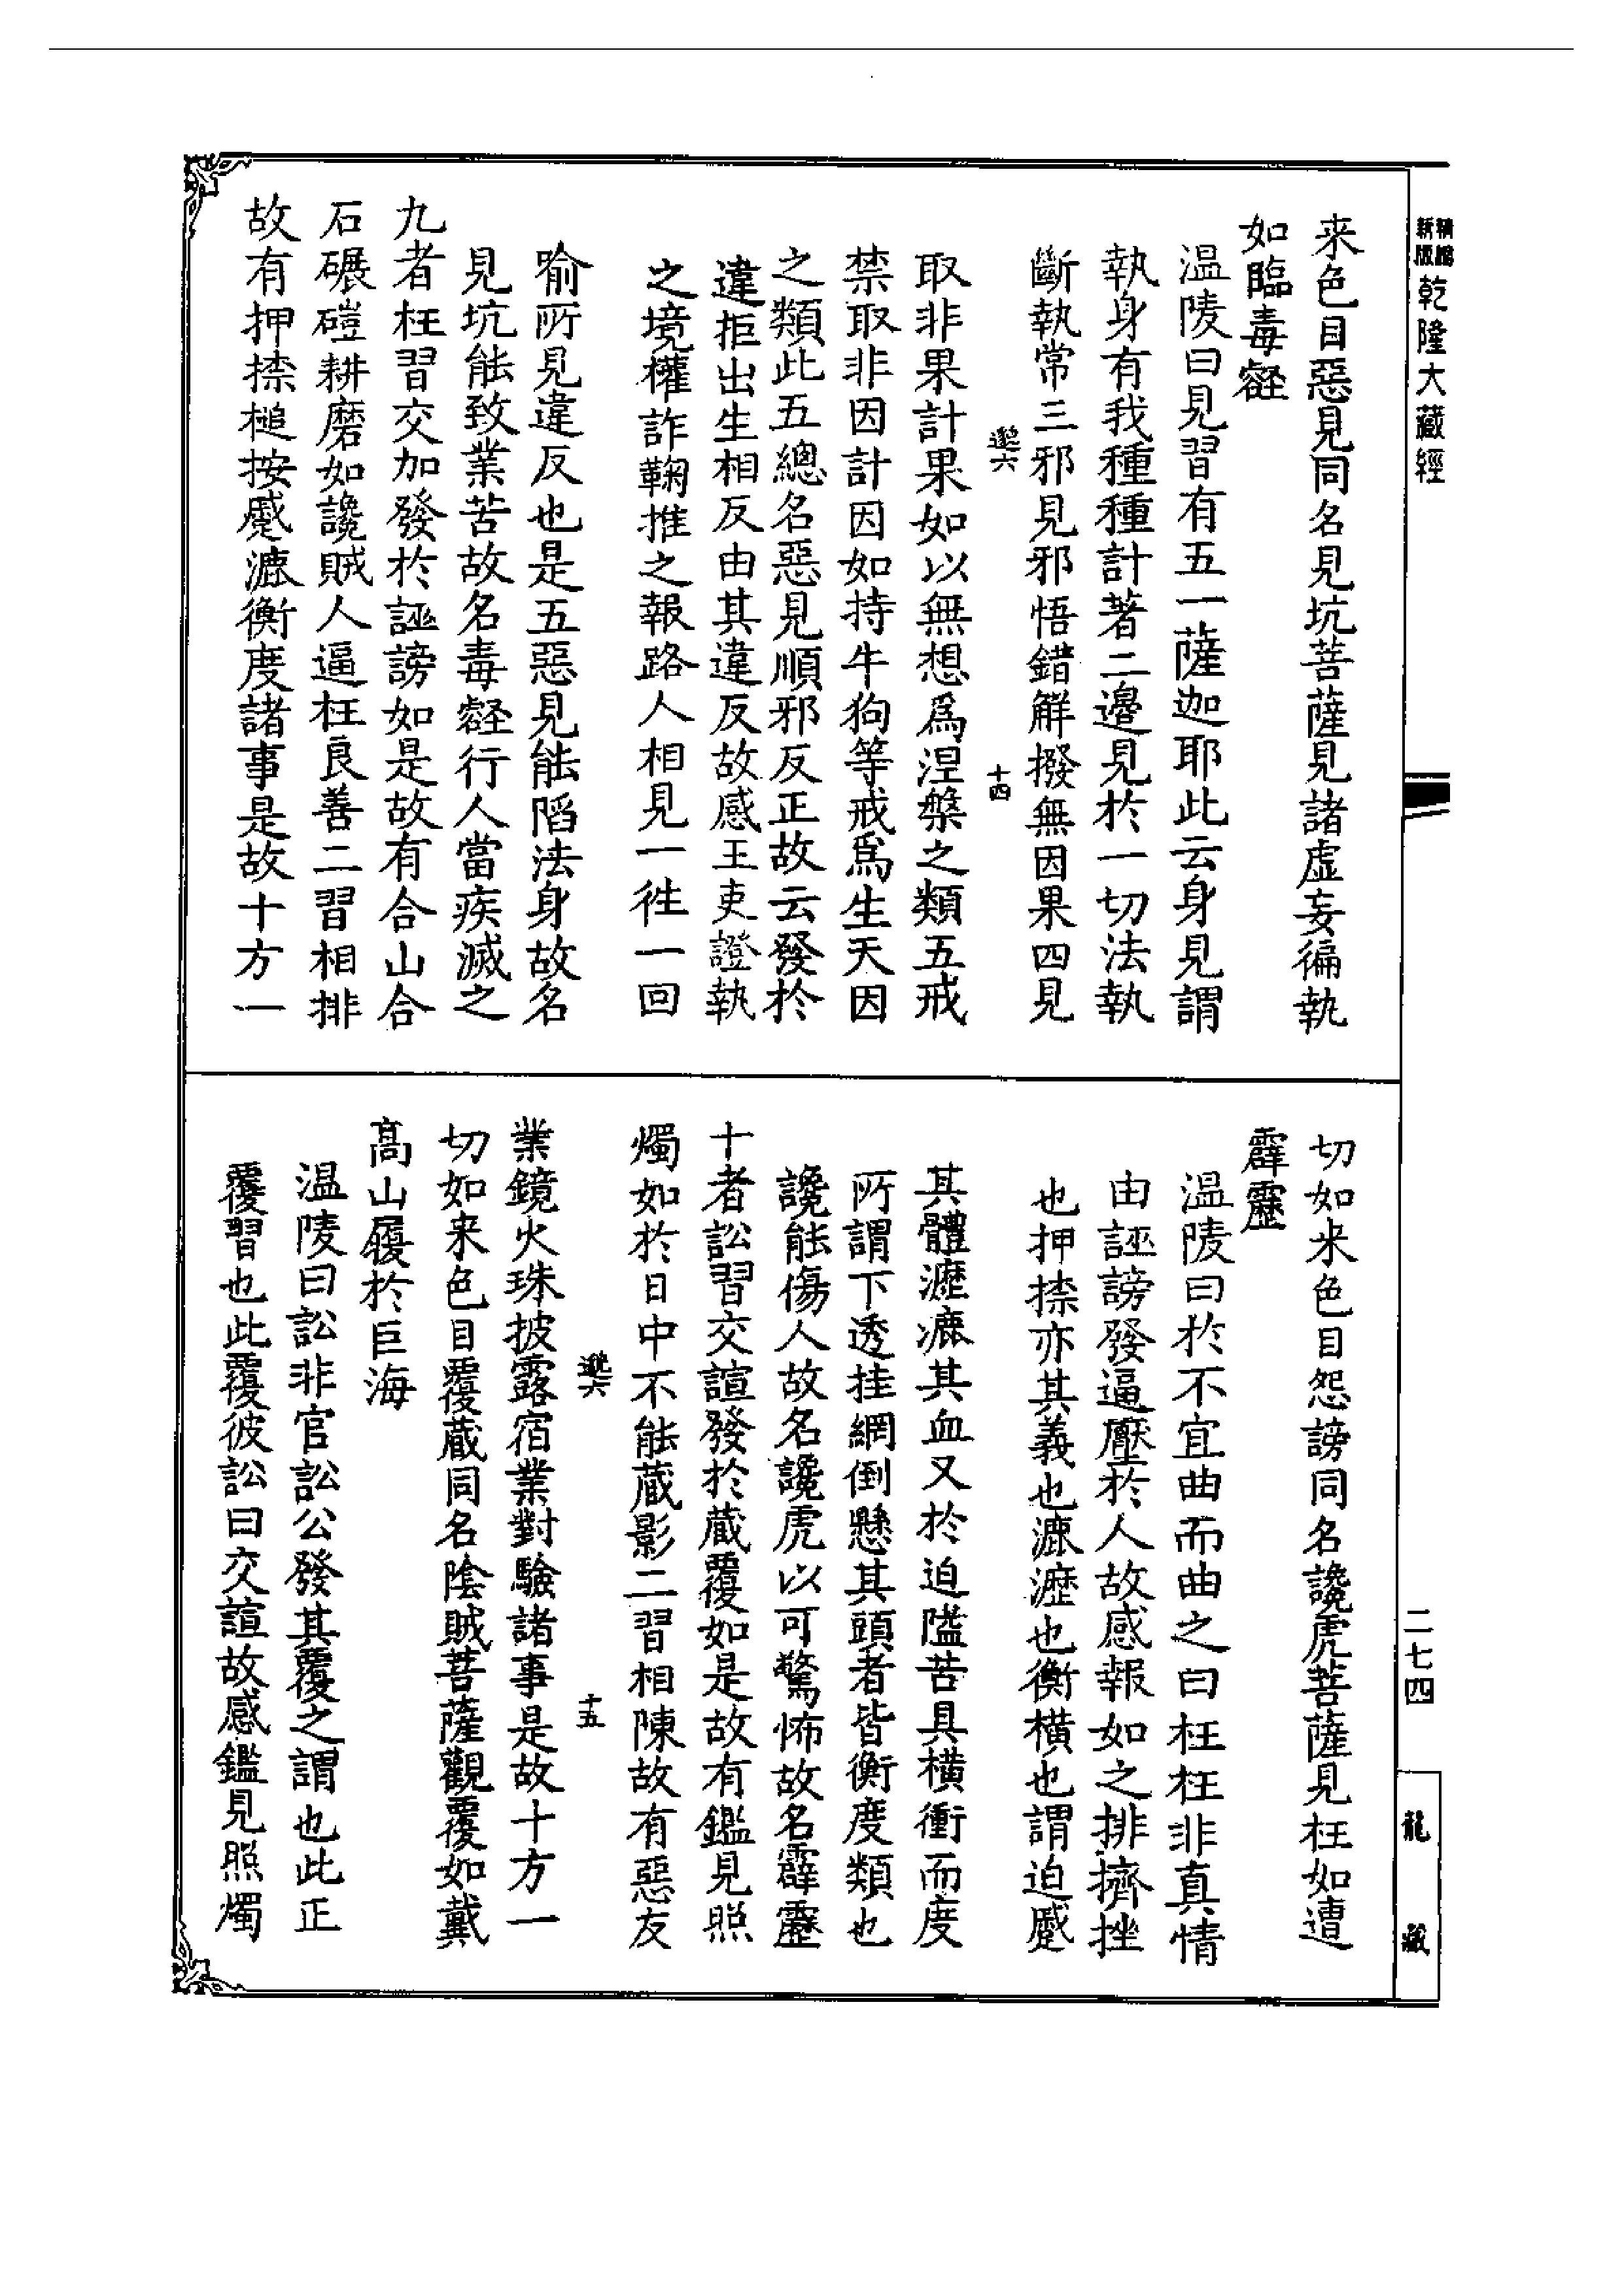 新版精編
乾隆大藏經
来色目惡見同名見坑菩薩見諸虛妄徧執
如臨毒壑
温陵曰見習有五一薩迦耶此云身見謂
執身有我種種計著二邉見於一切法執
斷執常三邪見邪悟錯解撥無因果四見
六
十四
取非果計果如以無想爲涅槃之類五戒
禁取非因計因如持牛狗等戒爲生天因
之類此五總名惡見順邪反正故云發於
違拒出生相反由其違反故感王吏證執
之境權詐鞠推之報路人相見一徃一回
喻所見違反也是五惡見能䧟法身故名
見坑能致業苦故名毒壑行人當疾滅之
九者枉習交加發於誣謗如是故有合山合
石碾磑耕磨如讒賊人逼枉良善二習相排
故有押捺槌按蹙漉衡度諸事是故十方一
切如来色目怨謗同名讒虎菩薩見枉如遭
霹靂
温陵曰於不宜曲而曲之曰枉枉非真情
由誣謗發逼壓於人故感報如之排擠挫
也押捺亦其義也漉瀝也衡横也謂迫蹙
其體瀝漉其血又於迫隘苦具横衝而度
所謂下透挂網倒懸其頭者皆衡度類也
讒能傷人故名讒虎以可驚怖故名霹靂
十者訟習交諠發於藏覆如是故有鑑見照
燭如於日中不能藏影二習相陳故有惡友
六
十五
業鏡火珠披露宿業對驗諸事是故十方一
切如来色目覆藏同名陰賊菩薩觀覆如戴
髙山履於巨海
温陵曰訟非官訟公發其覆之謂也此正
覆習也此覆彼訟曰交諠故感鑑見照燭
二七四
龍藏